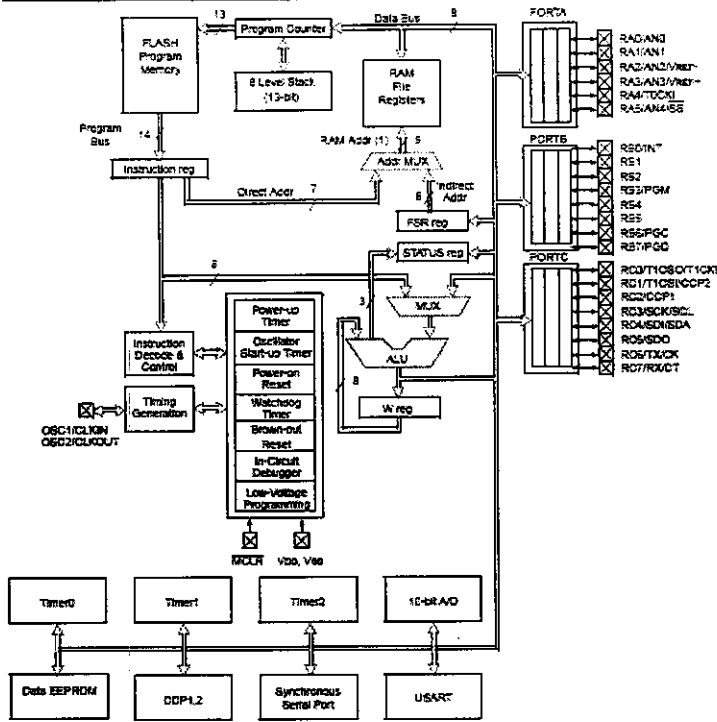 13
Data Bus
8
PORTA
FLASH
Program
Memory
Program Counter
8 Level Stack
(13-bit)
RAM
File
Registers
RA0/AN0
RA1/AN1
RA2/AN2/VREF-
RA3/AN3/VREF+
RA4/T0CKI
RA5/AN4/SS
Program
Bus
14
RAM Addr (1)
9
PORTB
Addr MUX
Instruction reg
Direct Addr
7
8
Indirect
Addr
FSR reg
RB0/INT
RB1
RB2
RB3/PGM
RB4
RB5
RB6/PGC
RB7/PGD
STATUS reg
PORTC
8
3
MUX
RC0/T1OSO/T1CKI
RC1/T1OSI/CCP2
RC2/CCP1
RC3/SCK/SCL
RC4/SDI/SDA
RC5/SDO
RC6/TX/CK
RC7/RX/DT
Power-up
Timer
Instruction
Decode &
Control
Oscillator
Start-up Timer
ALU
Power-on
Reset
8
Timing
Generation
Watchdog
Timer
W reg
OSC1/CLKIN
OSC2/CLKOUT
Brown-out
Reset
In-Circuit
Debugger
Low-Voltage
Programming
MCLR
VDD, VSS
Timer0
Timer1
Timer2
10-bit A/D
Data EEPROM
CCP1,2
Synchronous
Serial Port
USART